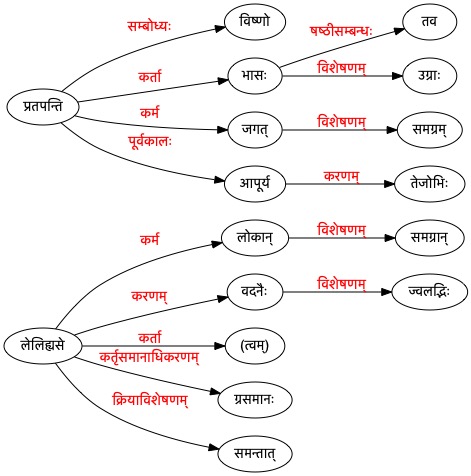 सम्बोध्यः
विष्णो
षष्ठीसम्बन्धः
तव
कर्ता
भासः
विशेषणम्
उग्राः
प्रतपन्ति
कर्म
जगत्
विशेषणम्
समग्रम्
पूर्वकालः
आपूर्य
करणम्
तेजोभिः
कर्म
लोकान्
विशेषणम्
समग्रान्
करणम्
वदनैः
विशेषणम्
ज्वलद्भिः
लेलिह्यसे
कर्ता
(त्वम्)
कर्तृसमानाधिकरणम्
ग्रसमानः
क्रियाविशेषणम्
समन्तात्